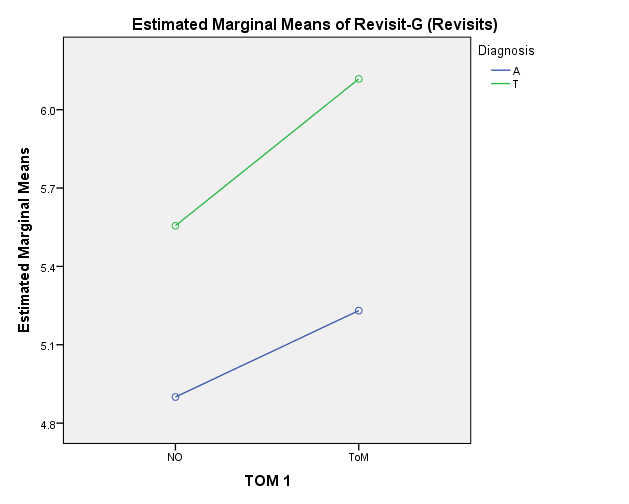 Estimated Marginal Means of Revisit-G (Revisits)
Diagnosis
A
T
Estimated Marginal Means
6.0
5.7
5.4
5.1
4.8
NO
ToM
TOM 1